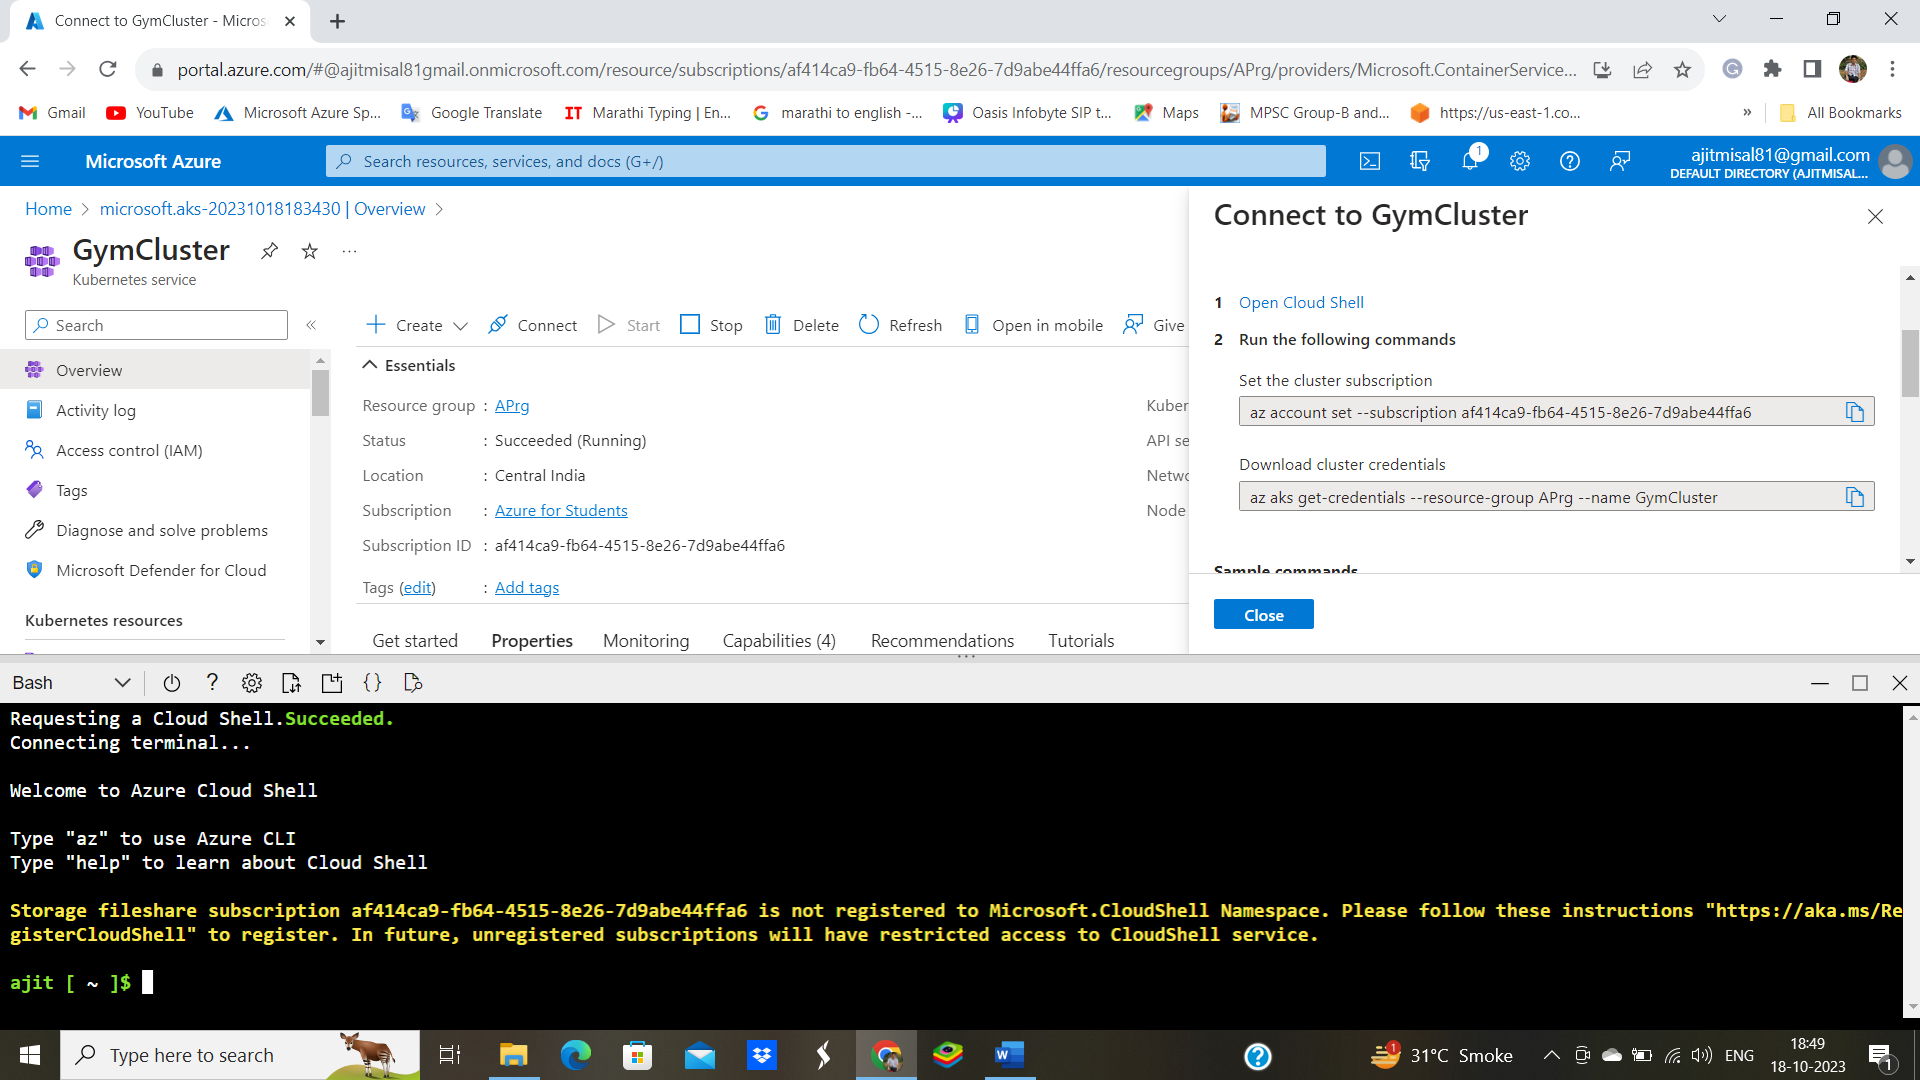 Connect to GymCluster - Micros
portal.azure.com/#@ajitmisal81gmail.onmicrosoft.com/resource/subscriptions/af414ca9-fb64-4515-8e26-7d9abe44ffa6/resourcegroups/APrg/providers/Microsoft.ContainerService...
Gmail
YouTube
Microsoft Azure Sp...
Google Translate
Marathi Typing | En...
marathi to english -...
Oasis Infobyte SIP t...
Maps
MPSC Group-B and...
https://us-east-1.co...
»
All Bookmarks
Microsoft Azure
Search resources, services, and docs (G+/)
1
ajitmisal81@gmail.com
DEFAULT DIRECTORY (AJITMISAL...
Home > microsoft.aks-20231018183430 | Overview >
GymCluster
Kubernetes service
Search
Overview
Activity log
Access control (IAM)
Tags
Diagnose and solve problems
Microsoft Defender for Cloud
Kubernetes resources
Create
Connect
Start
Stop
Delete
Refresh
Open in mobile
Give
Essentials
Resource group : APrg
Status : Succeeded (Running)
Location : Central India
Subscription : Azure for Students
Subscription ID : af414ca9-fb64-4515-8e26-7d9abe44ffa6
Tags (edit) : Add tags
Kuber
API se
Netwo
Node
Get started
Properties
Monitoring
Capabilities (4)
Recommendations
Tutorials
Connect to GymCluster
1 Open Cloud Shell
2 Run the following commands
Set the cluster subscription
az account set --subscription af414ca9-fb64-4515-8e26-7d9abe44ffa6
Download cluster credentials
az aks get-credentials --resource-group APrg --name GymCluster
Sample commands
Close
Bash
Requesting a Cloud Shell.Succeeded.
Connecting terminal...
Welcome to Azure Cloud Shell
Type "az" to use Azure CLI
Type "help" to learn about Cloud Shell
Storage fileshare subscription af414ca9-fb64-4515-8e26-7d9abe44ffa6 is not registered to Microsoft.CloudShell Namespace. Please follow these instructions "https://aka.ms/Re
gisterCloudShell" to register. In future, unregistered subscriptions will have restricted access to CloudShell service.
ajit [ ~ ]$
Type here to search
1
31°C Smoke
ENG
18:49
18-10-2023
1